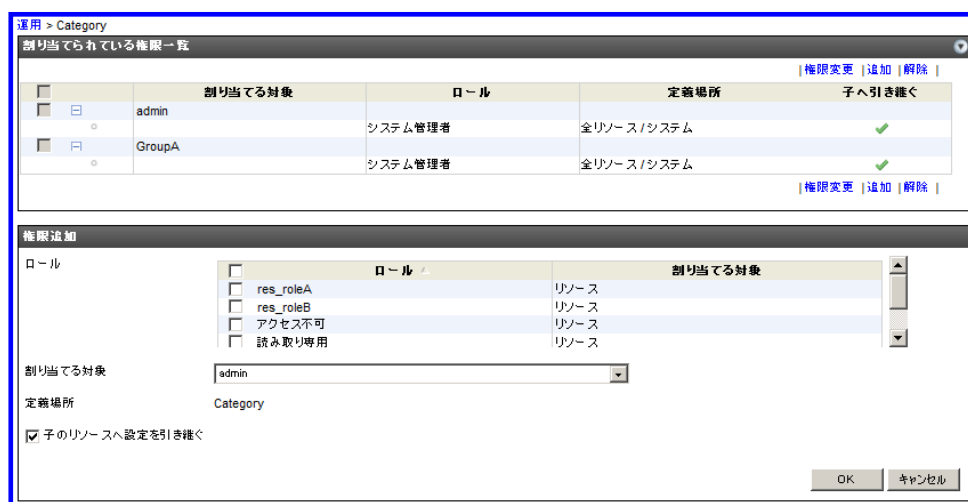 運用 > Category
割り当てられている権限一覧
|権限変更 |追加 |解除 |
割り当てる対象 ロール 定義場所 子へ引き継ぐ
admin
システム管理者 全リソース/システム
GroupA
システム管理者 全リソース/システム
|権限変更 |追加 |解除 |
権限追加
ロール
ロール 割り当てる対象
res_roleA リソース
res_roleB リソース
アクセス不可 リソース
読み取り専用 リソース
割り当てる対象 admin
定義場所 Category
子のリソースへ設定を引き継ぐ
OK キャンセル